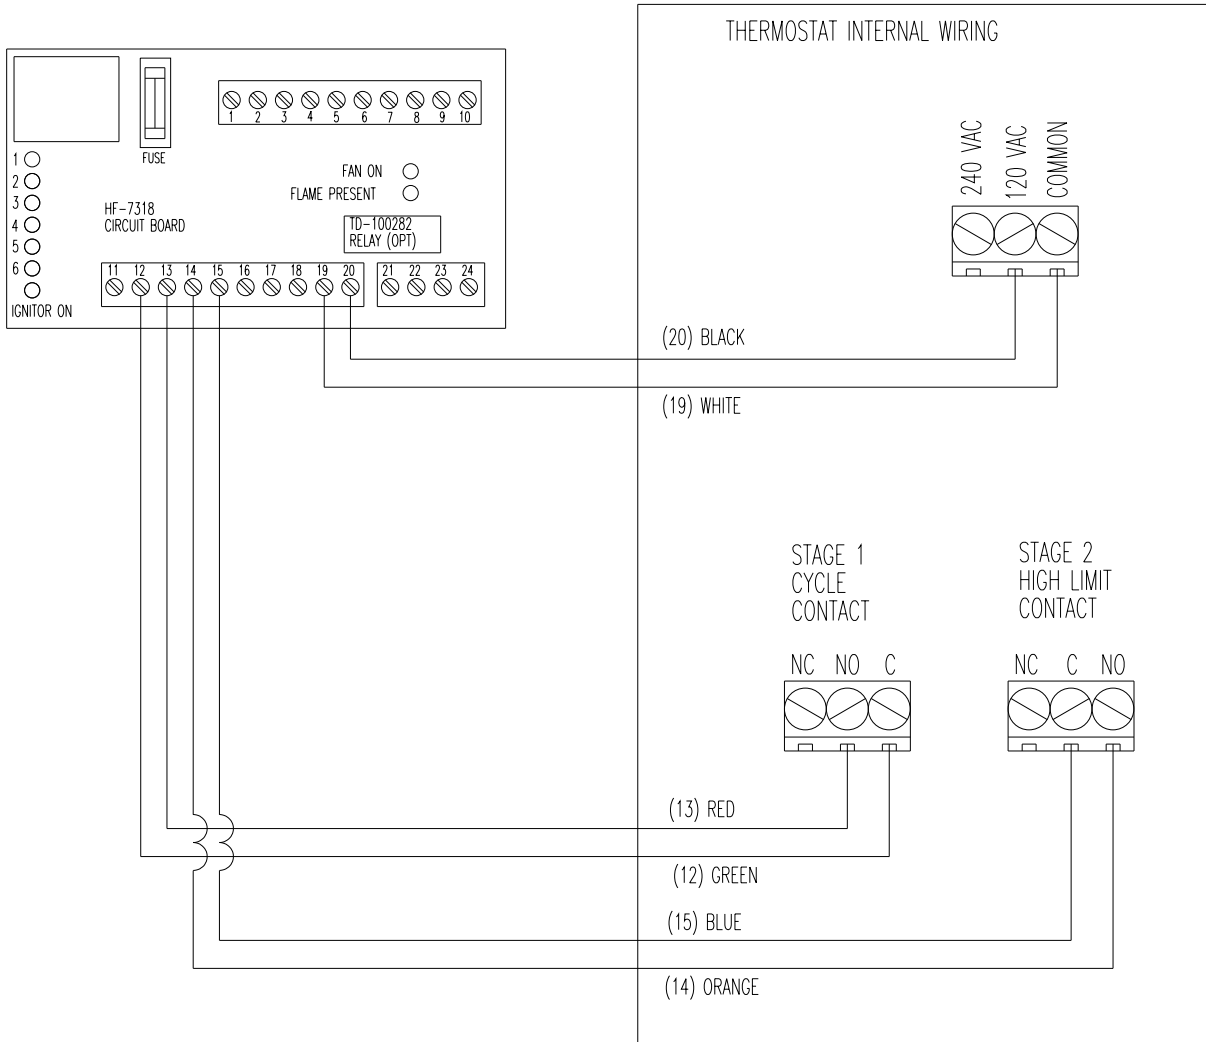 THERMOSTAT INTERNAL WIRING
FUSE
1 2 3 4 5 6 7 8 9 10
1
2
3
4
5
6
IGNITOR ON
HF-7318
CIRCUIT BOARD
FAN ON
FLAME PRESENT
TD-100282
RELAY (OPT)
11 12 13 14 15 16 17 18 19 20
21 22 23 24
240 VAC
120 VAC
COMMON
(20) BLACK
(19) WHITE
STAGE 1
CYCLE
CONTACT
NC NO C
STAGE 2
HIGH LIMIT
CONTACT
NC C NO
(13) RED
(12) GREEN
(15) BLUE
(14) ORANGE